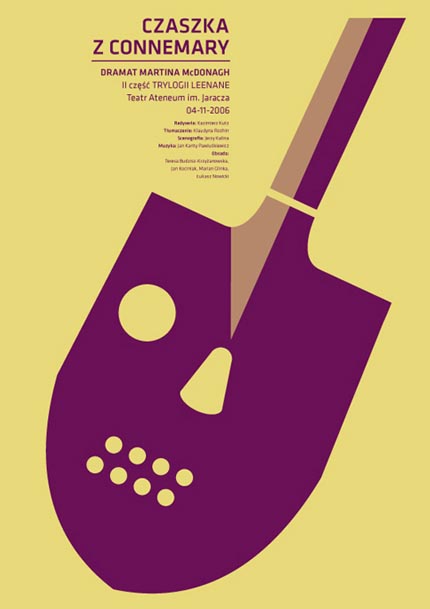 CZASZKA
Z CONNEMARY
DRAMAT MARTINA McDONAGH
II część TRYLOGII LEENANE
Teatr Ateneum im. Jaracza
04-11-2006
Reżyseria: Kazimierz Kutz
Tłumaczenie: Klaudyna Rozhin
Scenografia: Jerzy Kalina
Muzyka: Jan Kanty Pawluśkiewicz
Obsada:
Teresa Budzisz-Krzyżanowska,
Jan Kociniak, Marian Glinka,
Łukasz Nowicki